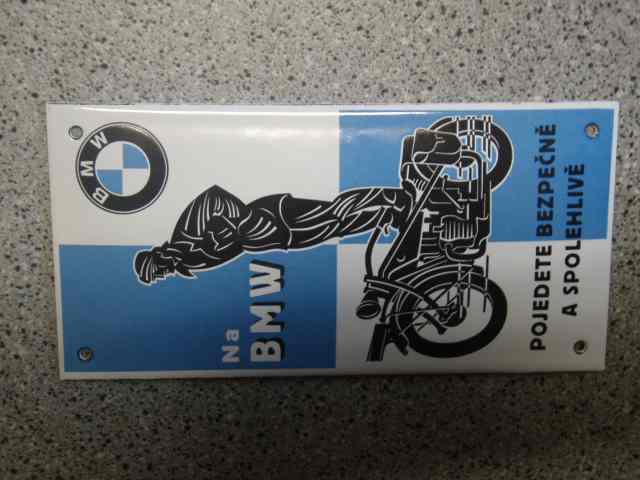 BMW
Na
BMW
POJEDETE BEZPEČNĚ
A SPOLEHLIVĚ